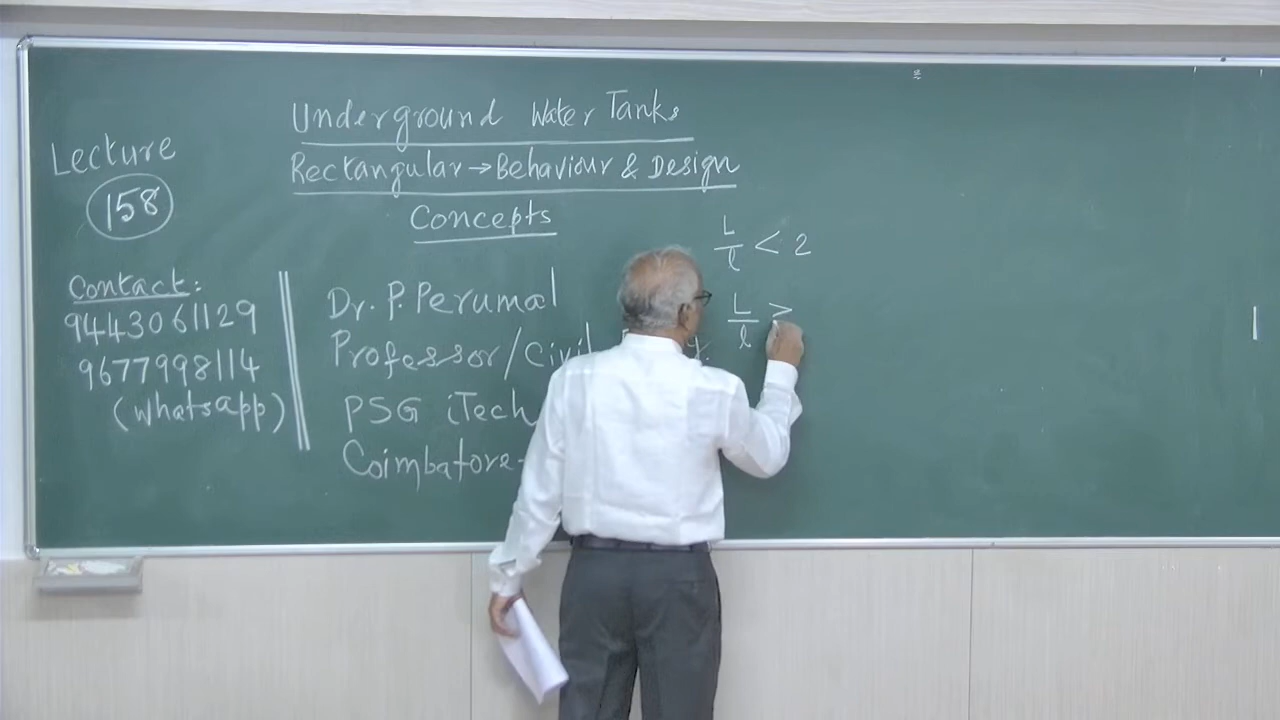 Underground Water Tanks
Rectangular → Behaviour & Design
Concepts
Lecture
158
Contact:
9443061129
9677998114
(Whatsapp)
Dr. P. Perumal
Professor/Civil
PSG iTech
Coimbatore-
L/l < 2
L/l >